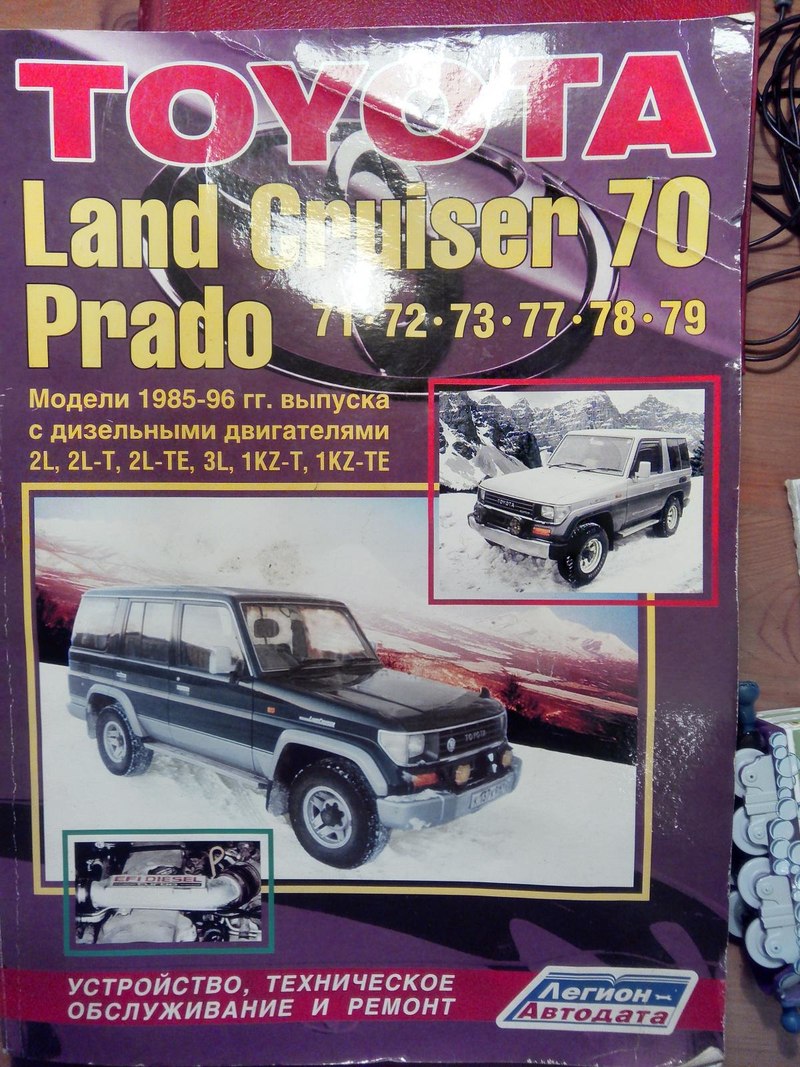 TOYOTA
Land Cruiser 70
Prado 71·72·73·77·78·79
Модели 1985-96 гг. выпуска
с дизельными двигателями
2L, 2L-T, 2L-TE, 3L, 1KZ-T, 1KZ-TE
TOYOTA
TOYOTA
EFI DIESEL
УСТРОЙСТВО, ТЕХНИЧЕСКОЕ
ОБСЛУЖИВАНИЕ И РЕМОНТ
Легион
Автодата